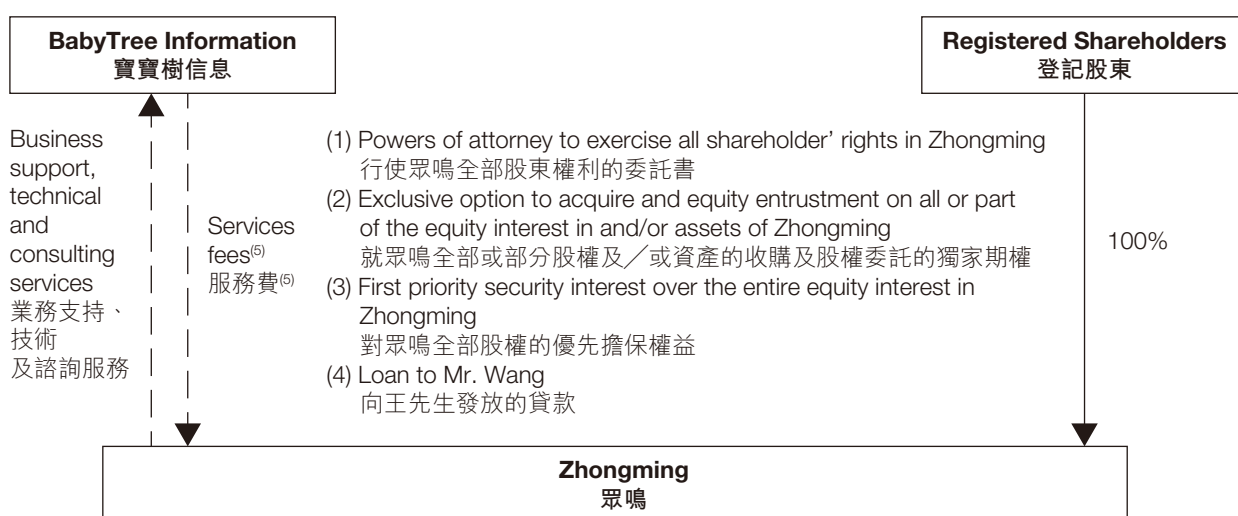 BabyTree Information
寶寶樹信息
Registered Shareholders
登記股東
Business
support,
technical
and
consulting
services
業務支持、
技術
及諮詢服務
Services
fees(5)
服務費(5)
(1) Powers of attorney to exercise all shareholder’ rights in Zhongming
行使眾鳴全部股東權利的委託書
(2) Exclusive option to acquire and equity entrustment on all or part
of the equity interest in and/or assets of Zhongming
就眾鳴全部或部分股權及／或資產的收購及股權委託的獨家期權
(3) First priority security interest over the entire equity interest in
Zhongming
對眾鳴全部股權的優先擔保權益
(4) Loan to Mr. Wang
向王先生發放的貸款
100%
Zhongming
眾鳴